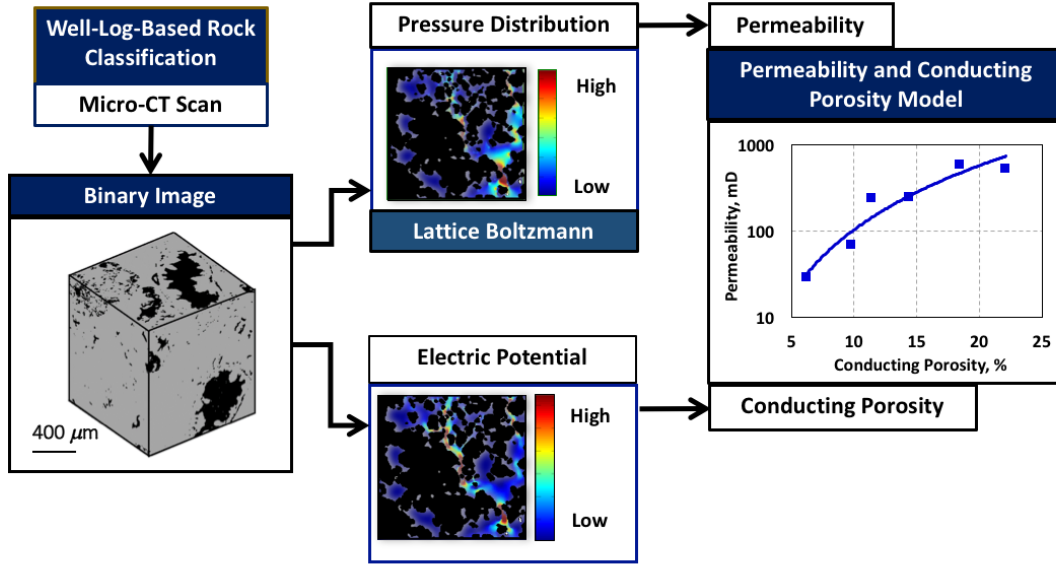 Well-Log-Based Rock
Classification
Micro-CT Scan
Binary Image
400 μm
Pressure Distribution
High
Low
Lattice Boltzmann
Electric Potential
High
Low
Permeability
Permeability and Conducting
Porosity Model
Permeability, mD
1000
100
10
5 10 15 20 25
Conducting Porosity, %
Conducting Porosity